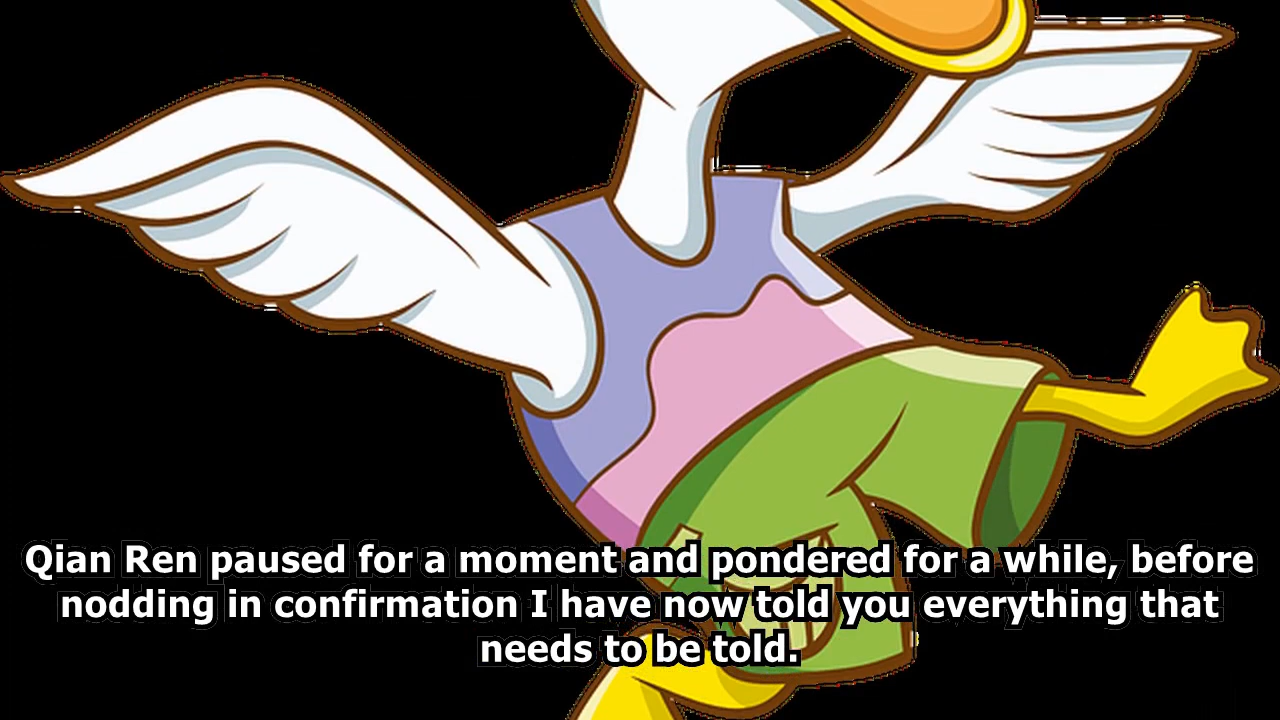 Qian Ren paused for a moment and pondered for a while, before
nodding in confirmation I have now told you everything that
needs to be told.